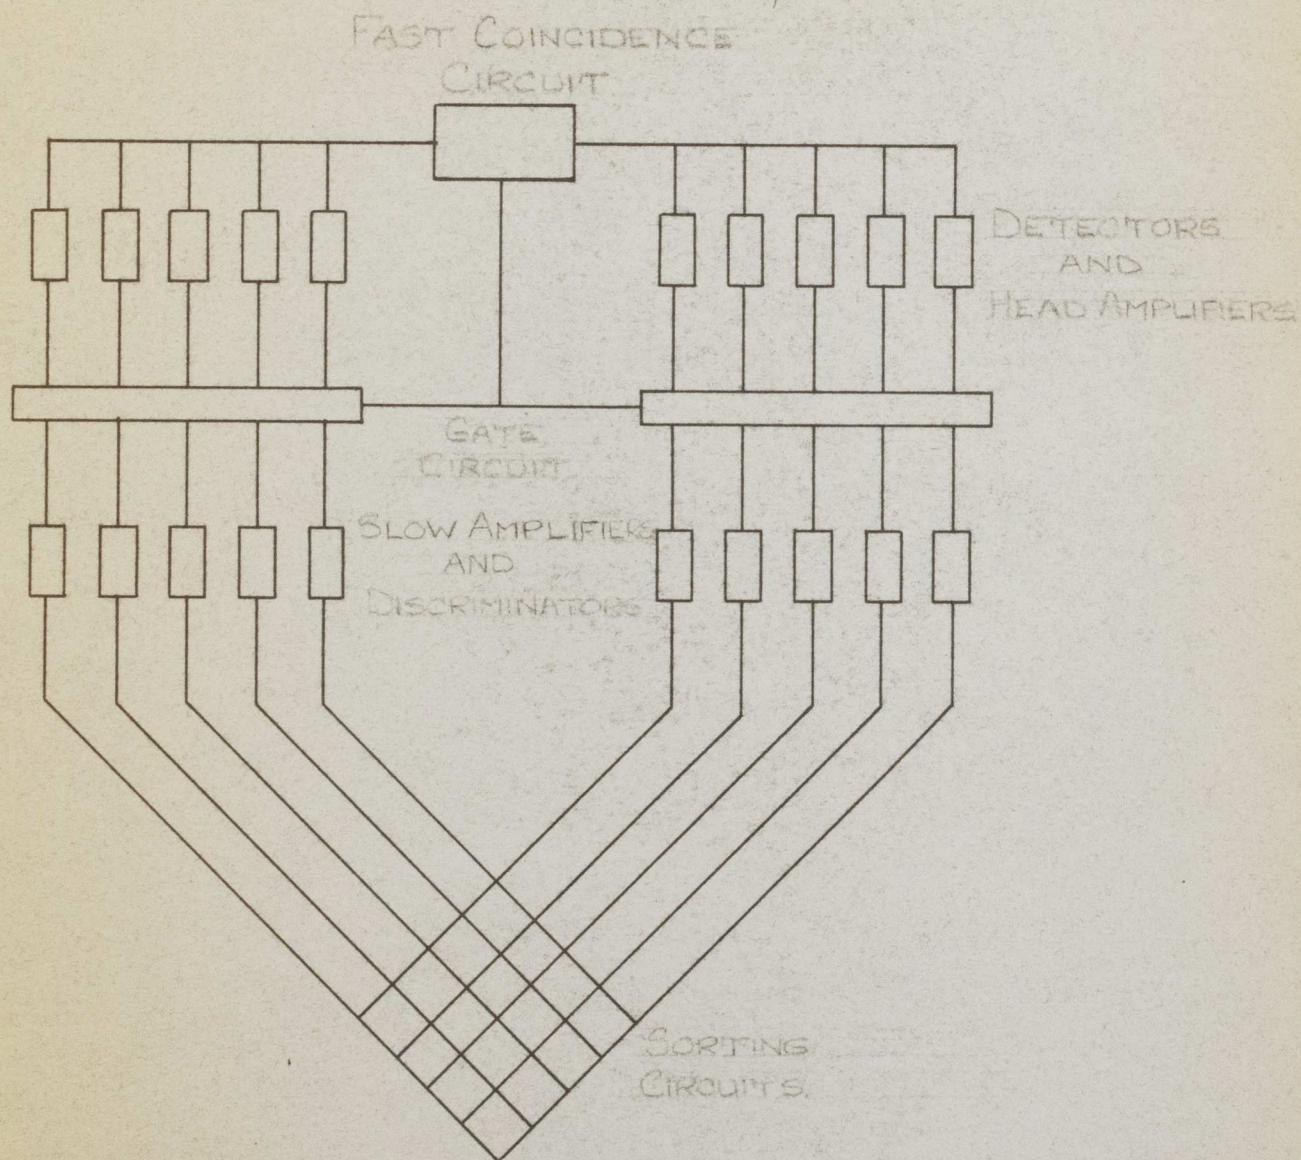 FAST COINCIDENCE
CIRCUIT
DETECTORS
AND
HEAD AMPLIFIERS
GATE
CIRCUIT
SLOW AMPLIFIERS
AND
DISCRIMINATORS
SORTING
CIRCUITS.